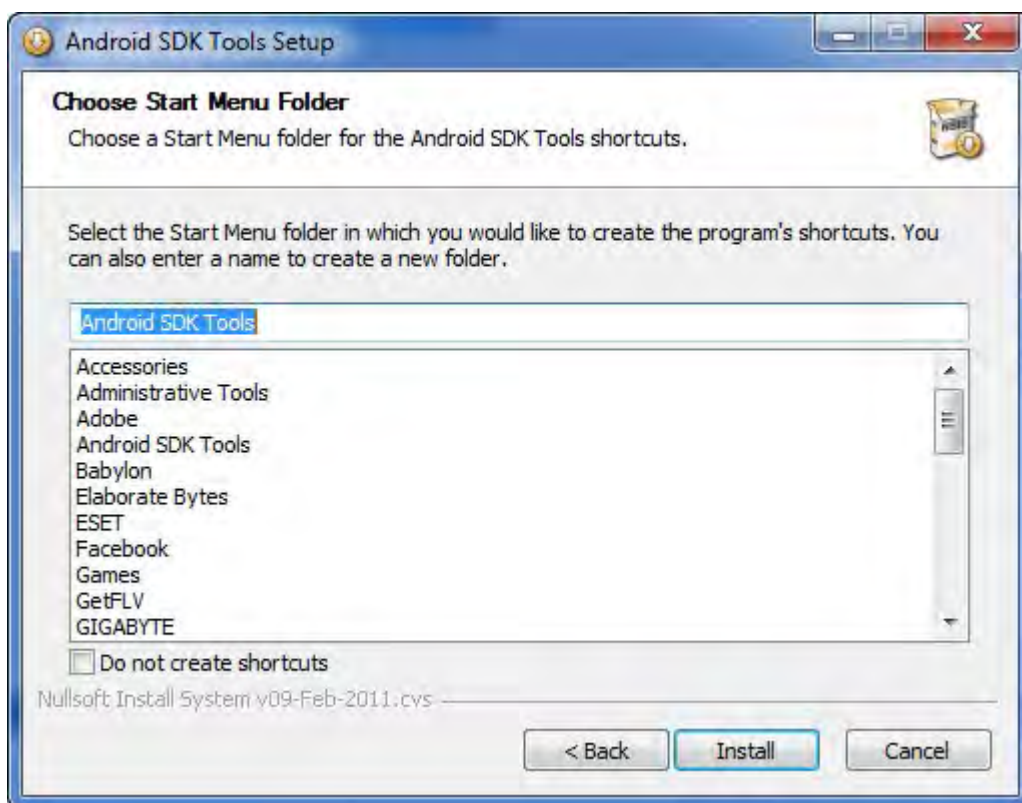 Android SDK Tools Setup
Choose Start Menu Folder
Choose a Start Menu folder for the Android SDK Tools shortcuts.
Select the Start Menu folder in which you would like to create the program's shortcuts. You
can also enter a name to create a new folder.
Android SDK Tools
Accessories
Administrative Tools
Adobe
Android SDK Tools
Babylon
Elaborate Bytes
ESET
Facebook
Games
GetFLV
GIGABYTE
Do not create shortcuts
Nullsoft Install System v09-Feb-2011.cvs
< Back
Install
Cancel